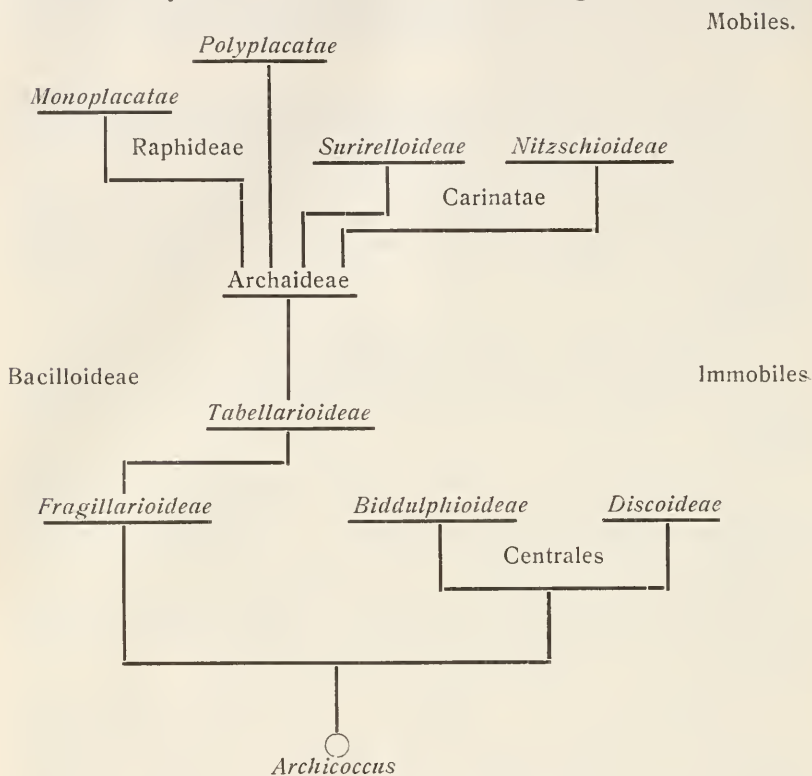 Mobiles.
Polyplacatae
Monoplacatae
Raphideae
Surirelloideae
Nitzschioideae
Carinatae
Archaideae
Bacilloideae
Immobiles
Tabellarioideae
Fragillarioideae
Biddulphioideae
Discoideae
Centrales
Archicoccus